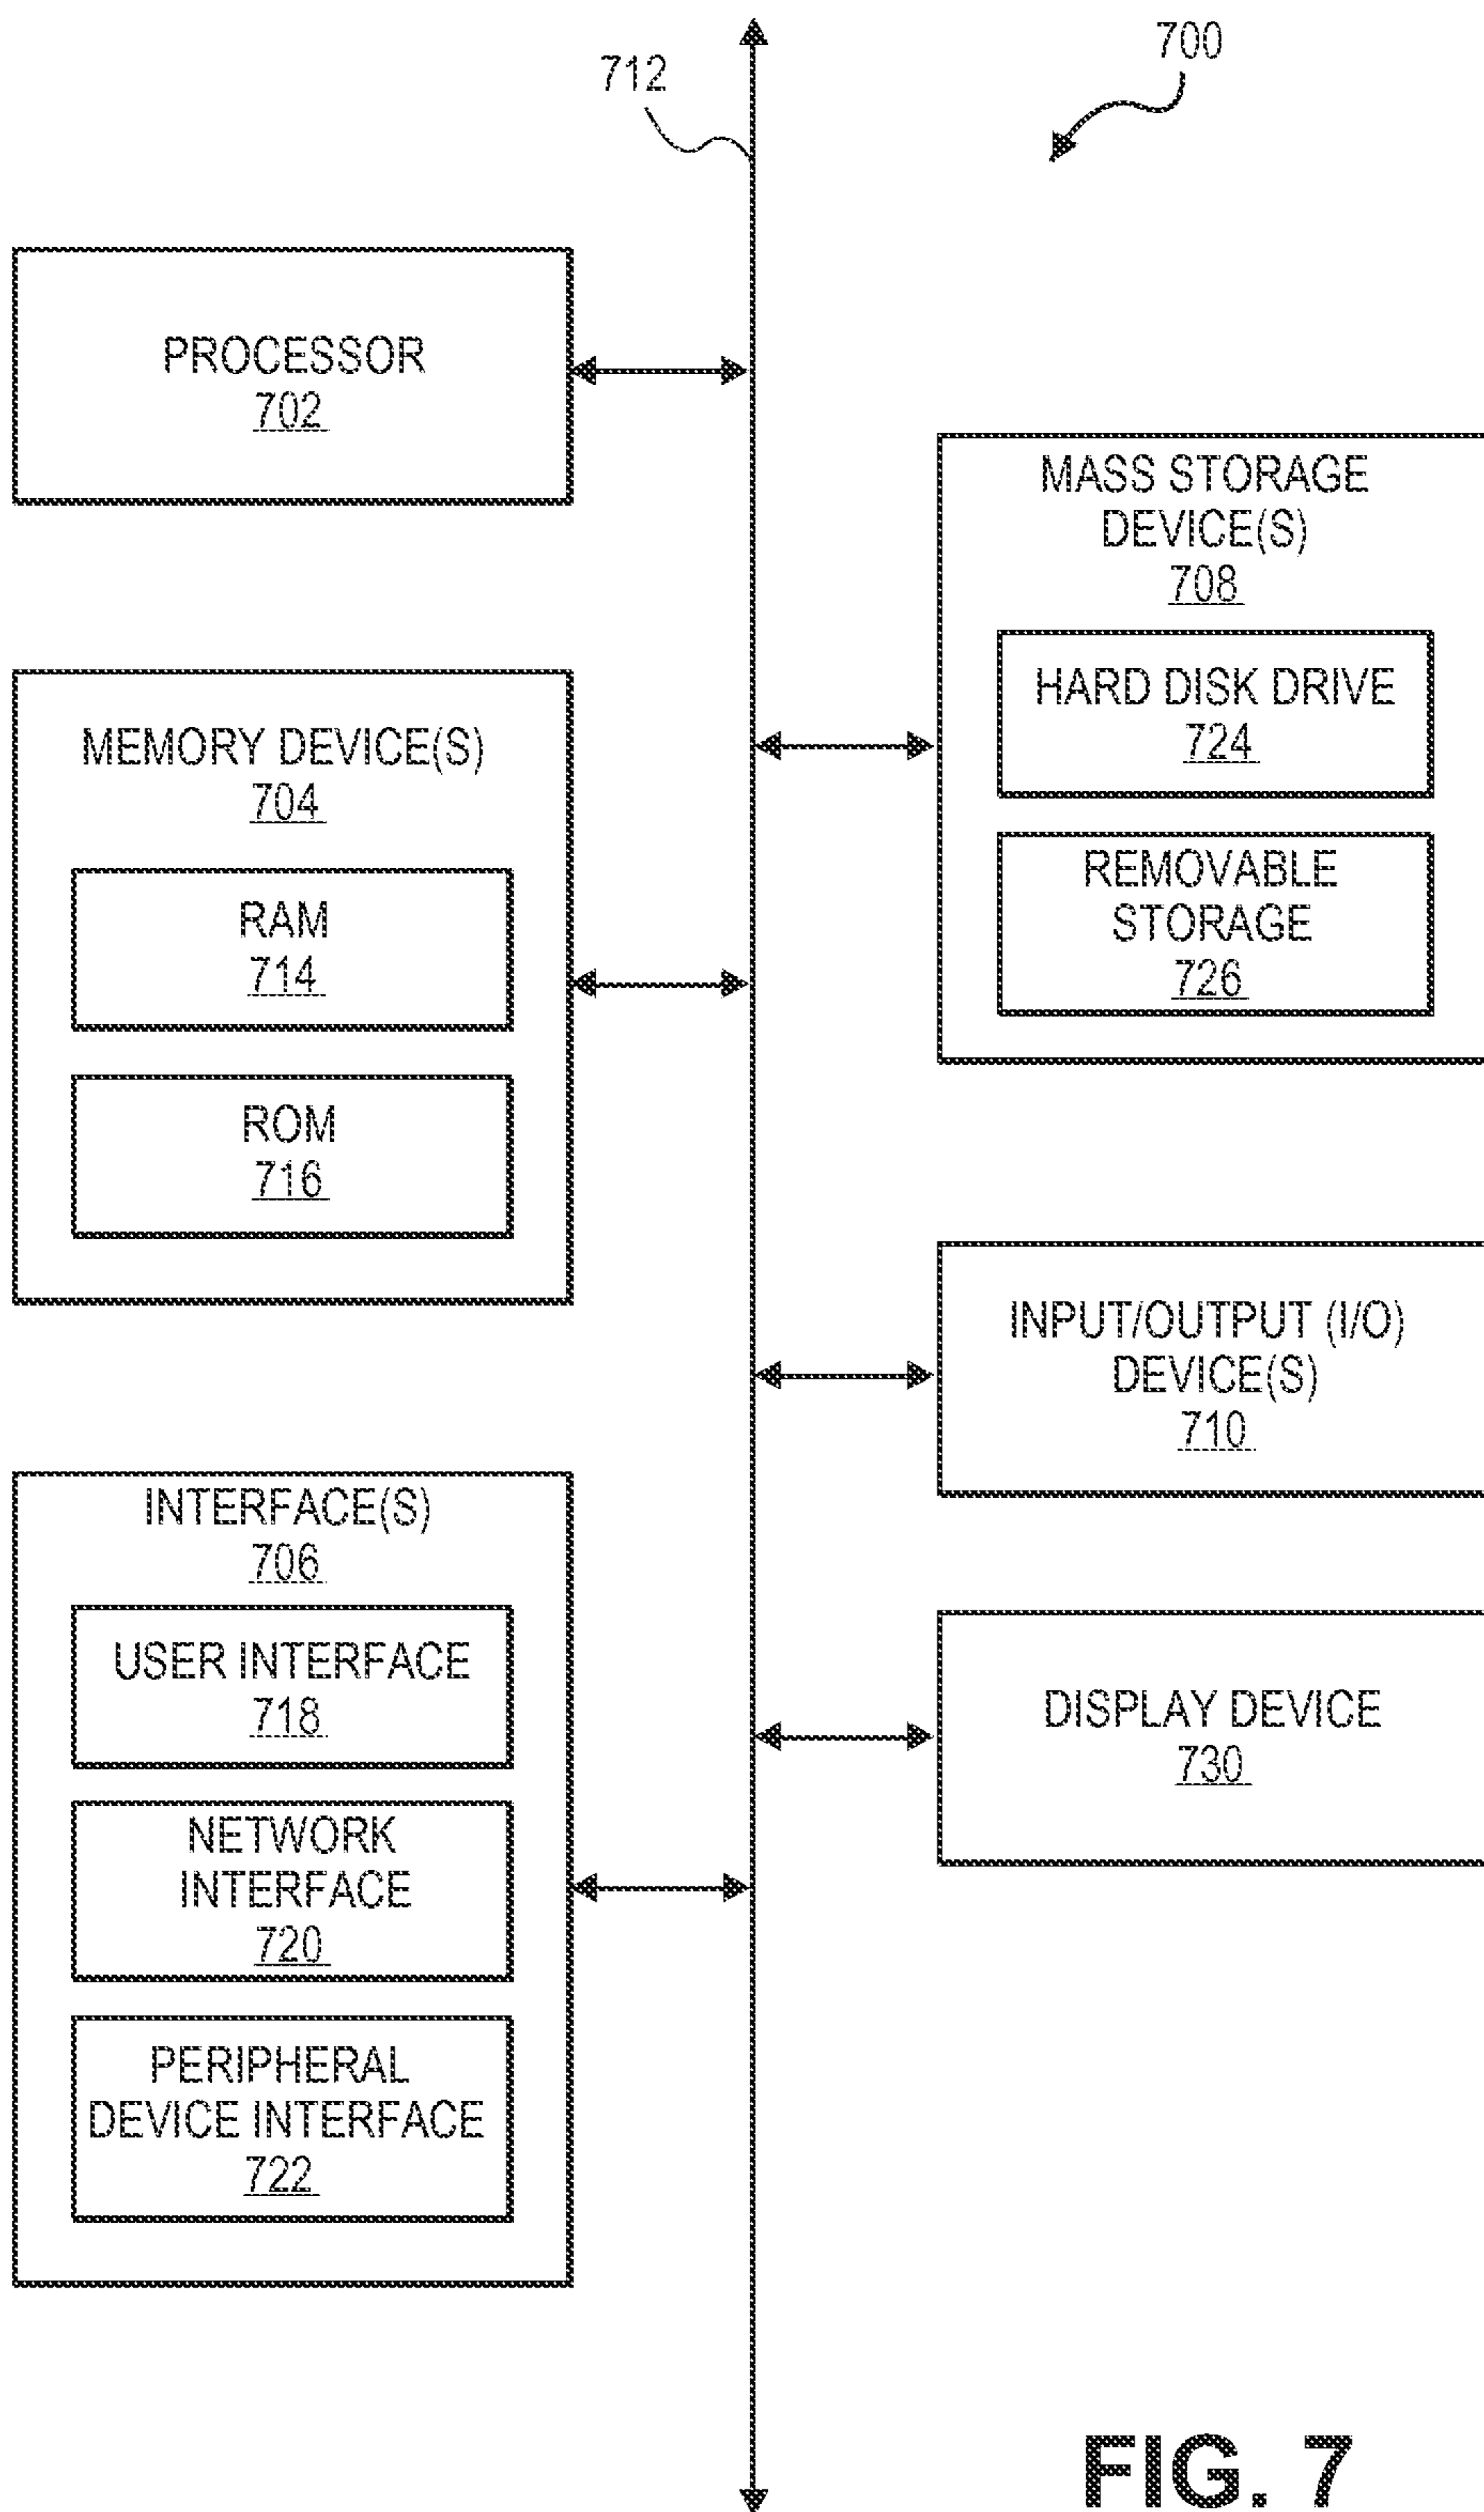 712
700
PROCESSOR
702
MEMORY DEVICE(S)
704
RAM
714
ROM
716
INTERFACE(S)
706
USER INTERFACE
718
NETWORK
INTERFACE
720
PERIPHERAL
DEVICE INTERFACE
722
MASS STORAGE
DEVICE(S)
708
HARD DISK DRIVE
724
REMOVABLE
STORAGE
726
INPUT/OUTPUT (I/O)
DEVICE(S)
710
DISPLAY DEVICE
730
FIG. 7